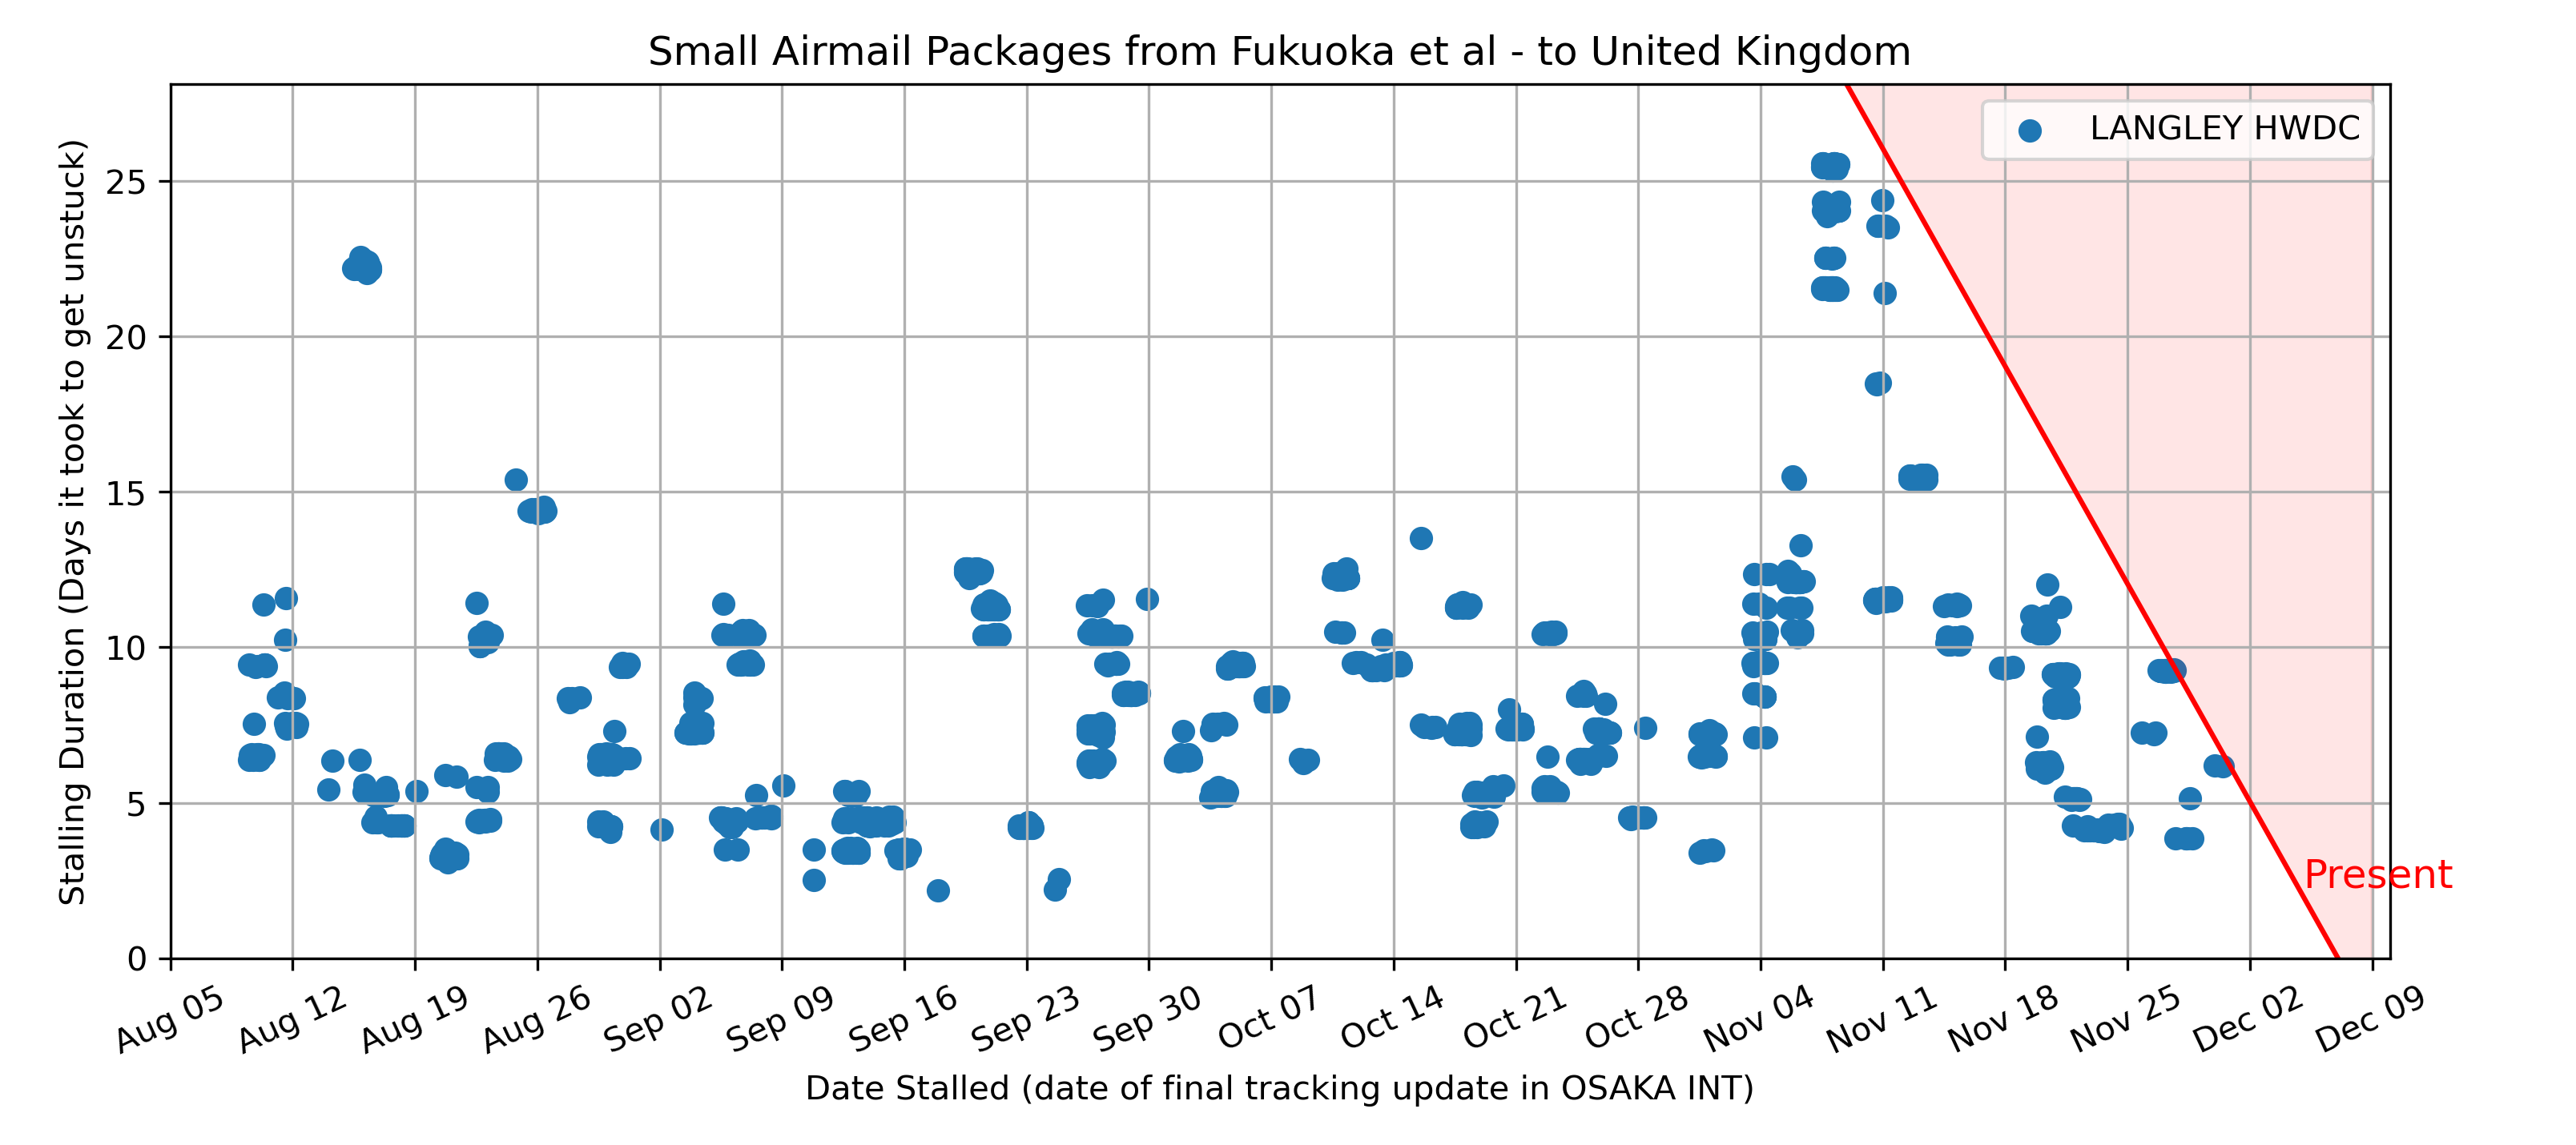 Small Airmail Packages from Fukuoka et al - to United Kingdom
LANGLEY HWDC
Stalling Duration (Days it took to get unstuck)
25
20
15
10
5
0
Present
Aug 05
Aug 12
Aug 19
Aug 26
Sep 02
Sep 09
Sep 16
Sep 23
Sep 30
Oct 07
Oct 14
Oct 21
Oct 28
Nov 04
Nov 11
Nov 18
Nov 25
Dec 02
Dec 09
Date Stalled (date of final tracking update in OSAKA INT)